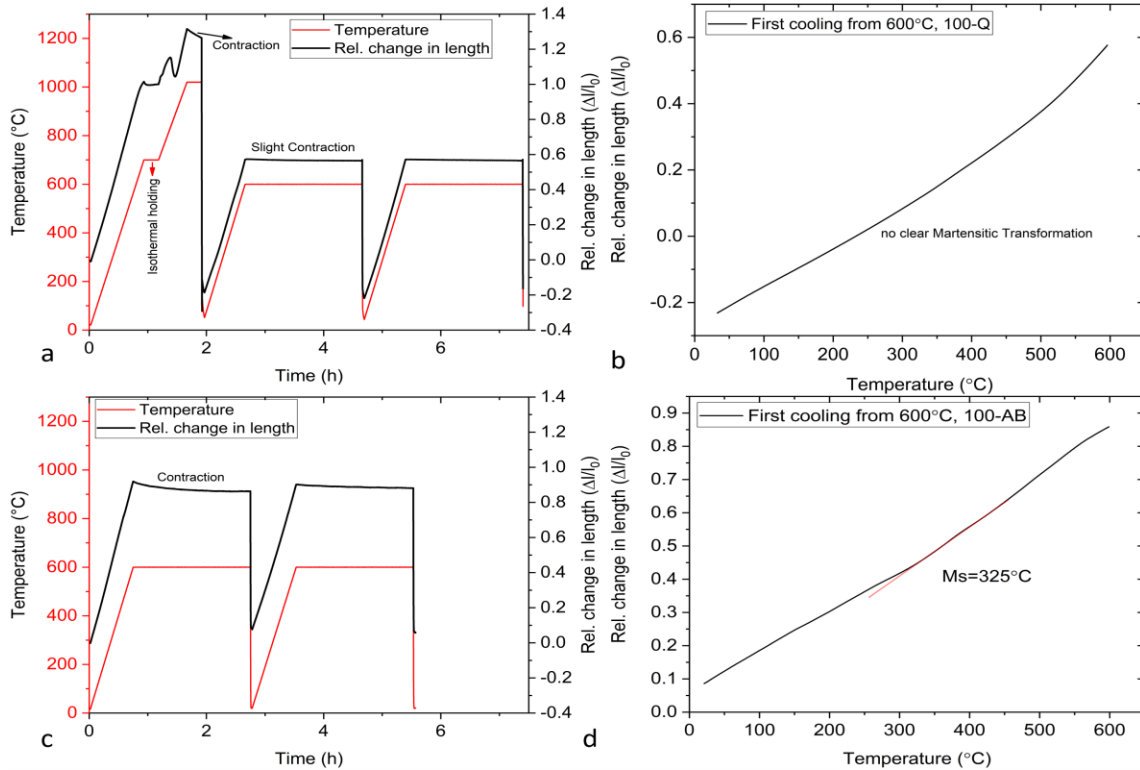 Temperature
Rel. change in length
Contraction
Slight Contraction
Isothermal holding
Temperature (°C)
0
200
400
600
800
1000
1200
Rel. change in length (Δl/l₀)
-0.4
-0.2
0.0
0.2
0.4
0.6
0.8
1.0
1.2
1.4
0 2 4 6
Time (h)
a
First cooling from 600°C, 100-Q
no clear Martensitic Transformation
Rel. change in length (Δl/l₀)
-0.2
0.0
0.2
0.4
0.6
0 100 200 300 400 500 600
Temperature (°C)
b
Temperature
Rel. change in length
Contraction
Temperature (°C)
0
200
400
600
800
1000
1200
Rel. change in length (Δl/l₀)
-0.4
-0.2
0.0
0.2
0.4
0.6
0.8
1.0
1.2
1.4
0 2 4 6
Time (h)
c
First cooling from 600°C, 100-AB
Ms=325°C
Rel. change in length (Δl/l₀)
0.0
0.1
0.2
0.3
0.4
0.5
0.6
0.7
0.8
0.9
0 100 200 300 400 500 600
Temperature (°C)
d